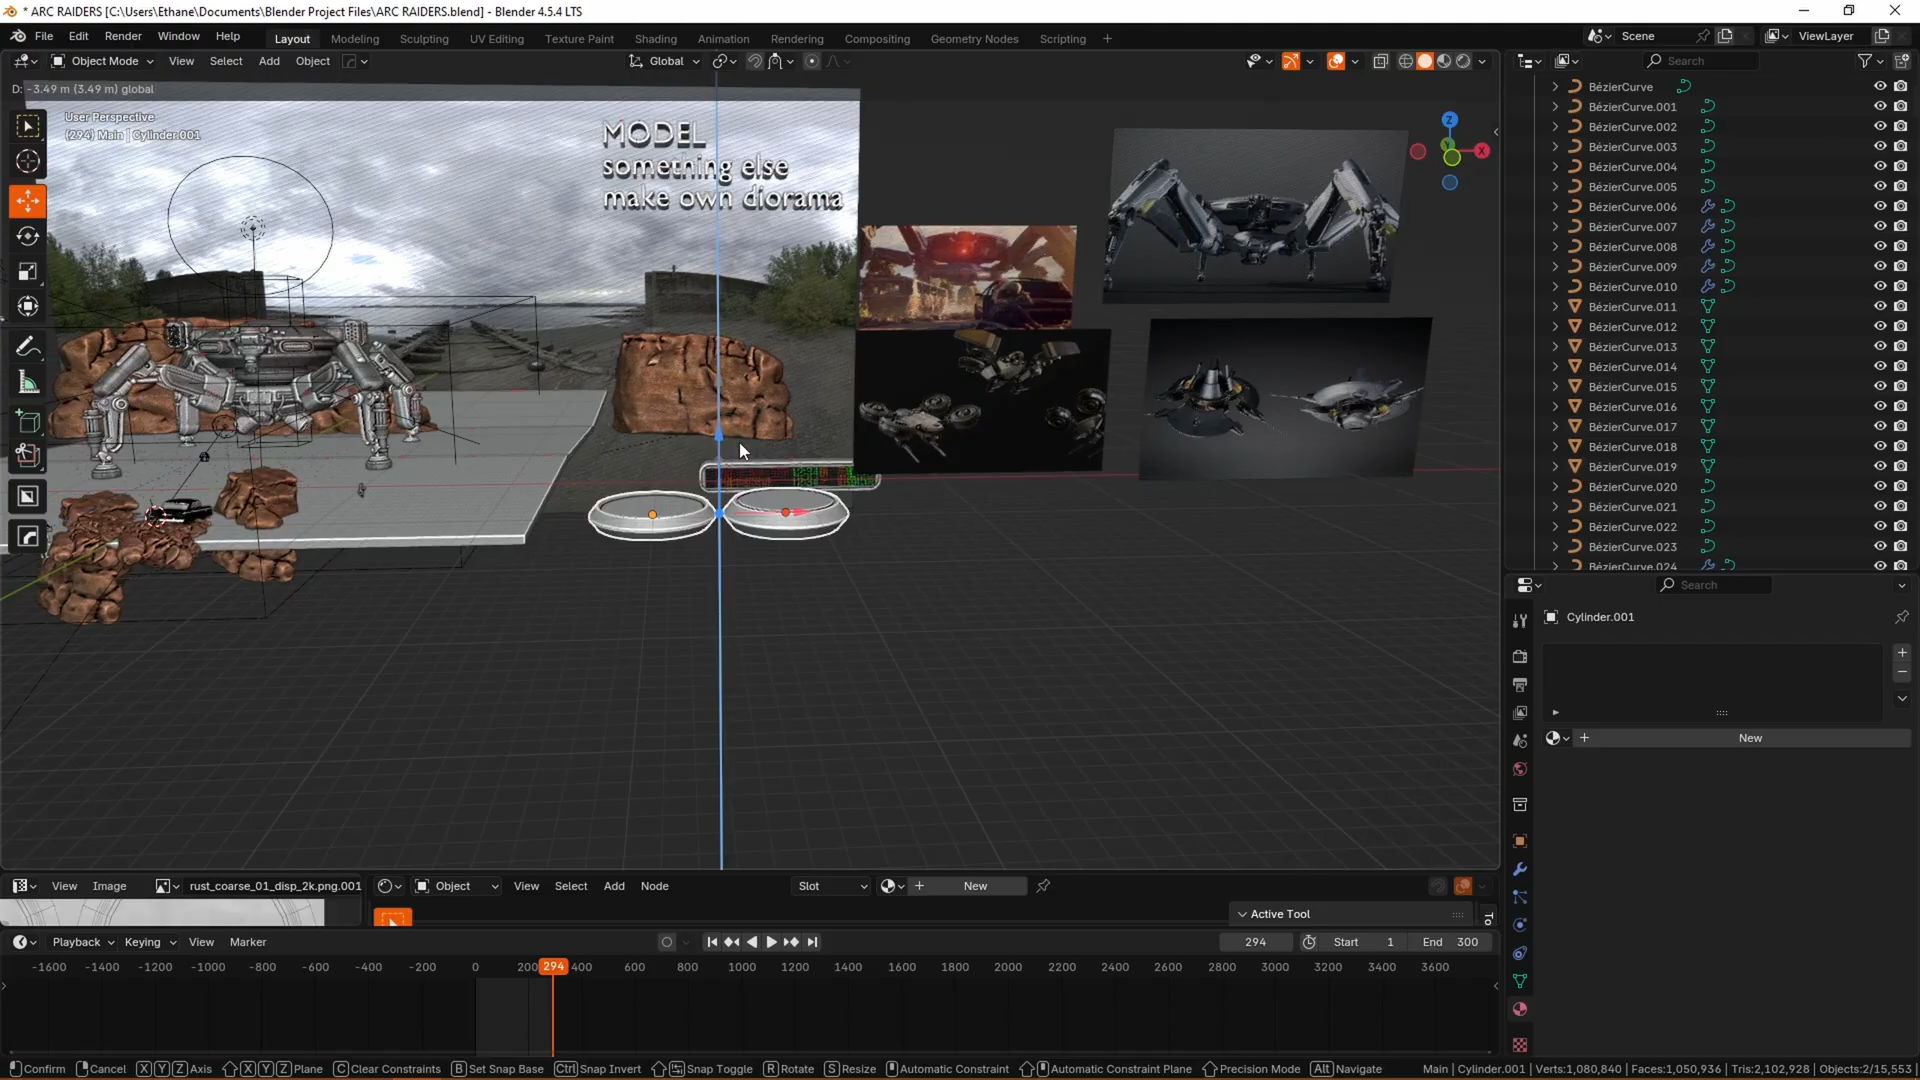 * ARC RAIDERS [C:\Users\Ethane\Documents\Blender Project Files\ARC RAIDERS.blend] - Blender 4.5.4 LTS
File Edit Render Window Help Layout Modeling Sculpting UV Editing Texture Paint Shading Animation Rendering Compositing Geometry Nodes Scripting + Scene ViewLayer
Object Mode View Select Add Object Global Search
D: -3.49 m (3.49 m) global
User Perspective
(294) Main | Cylinder.001
MODEL
something else
make own diorama
Z
X
BézierCurve
BézierCurve.001
BézierCurve.002
BézierCurve.003
BézierCurve.004
BézierCurve.005
BézierCurve.006
BézierCurve.007
BézierCurve.008
BézierCurve.009
BézierCurve.010
BézierCurve.011
BézierCurve.012
BézierCurve.013
BézierCurve.014
BézierCurve.015
BézierCurve.016
BézierCurve.017
BézierCurve.018
BézierCurve.019
BézierCurve.020
BézierCurve.021
BézierCurve.022
BézierCurve.023
BézierCurve.024
Search
Cylinder.001
New
View Image rust_coarse_01_disp_2k.png.001 Object View Select Add Node Slot New
Active Tool
To
Playback Keying View Marker 294 Start 1 End 300
-1600 -1400 -1200 -1000 -800 -600 -400 -200 0 200 294 400 600 800 1000 1200 1400 1600 1800 2000 2200 2400 2600 2800 3000 3200 3400 3600
Confirm Cancel X Y Z Axis X Y Z Plane C Clear Constraints B Set Snap Base Ctrl Snap Invert Snap Toggle R Rotate S Resize Automatic Constraint Automatic Constraint Plane Precision Mode Alt Navigate Main | Cylinder.001 | Verts:1,080,840 | Faces:1,050,936 | Tris:2,102,928 | Objects:2/15,553